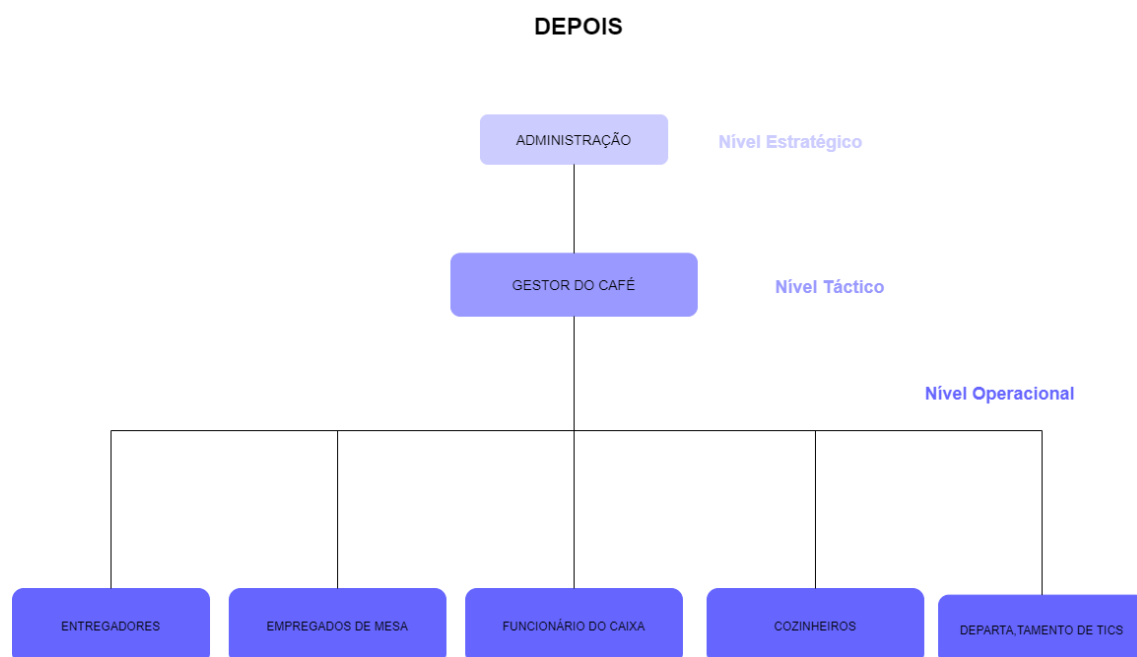 DEPOIS
ADMINISTRAÇÃO
Nível Estratégico
GESTOR DO CAFÉ
Nível Táctico
Nível Operacional
ENTREGADORES
EMPREGADOS DE MESA
FUNCIONÁRIO DO CAIXA
COZINHEIROS
DEPARTA,TAMENTO DE TICS